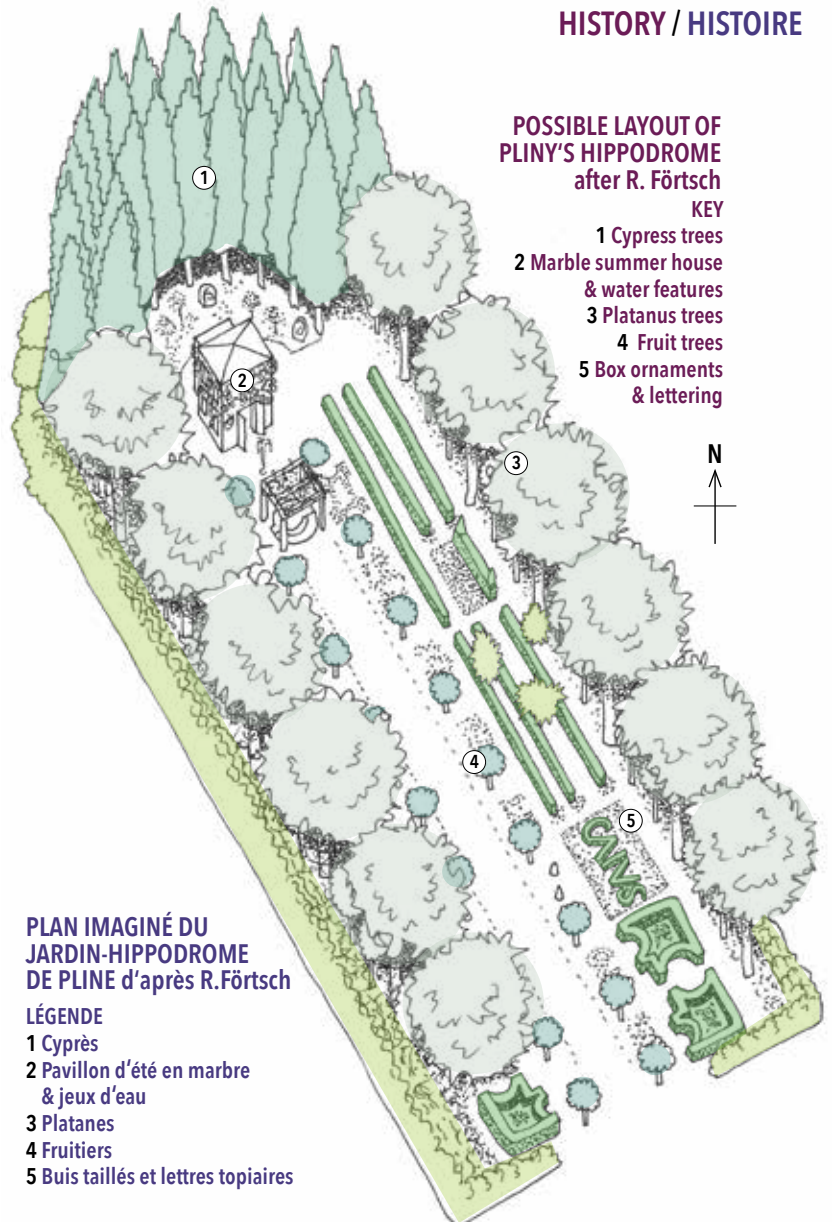 HISTORY / HISTOIRE
POSSIBLE LAYOUT OF
PLINY'S HIPPODROME
after R. Förtsch
KEY
1 Cypress trees
2 Marble summer house
& water features
3 Platanus trees
4 Fruit trees
5 Box ornaments
& lettering
N
1
2
3
4
5
PLAN IMAGINÉ DU
JARDIN-HIPPODROME
DE PLINE d'après R.Förtsch
LÉGENDE
1 Cyprès
2 Pavillon d'été en marbre
& jeux d'eau
3 Platanes
4 Fruitiers
5 Buis taillés et lettres topiaires